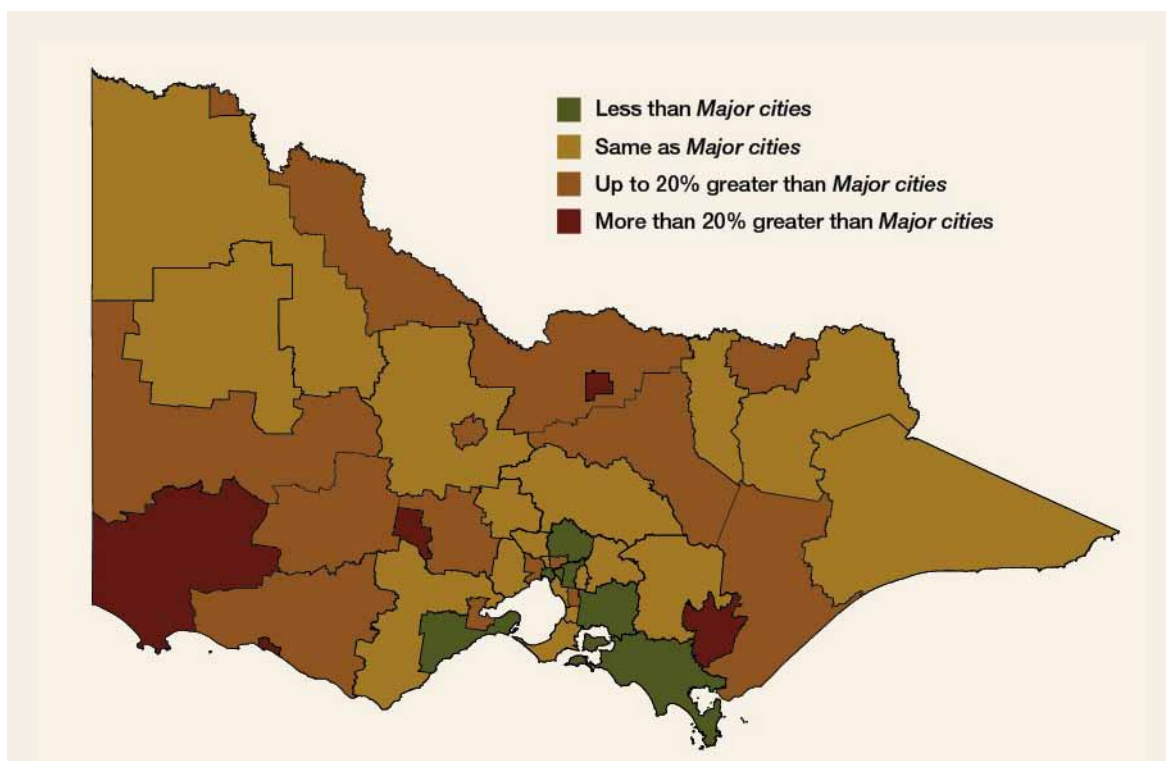 Less than Major cities
Same as Major cities
Up to 20% greater than Major cities
More than 20% greater than Major cities